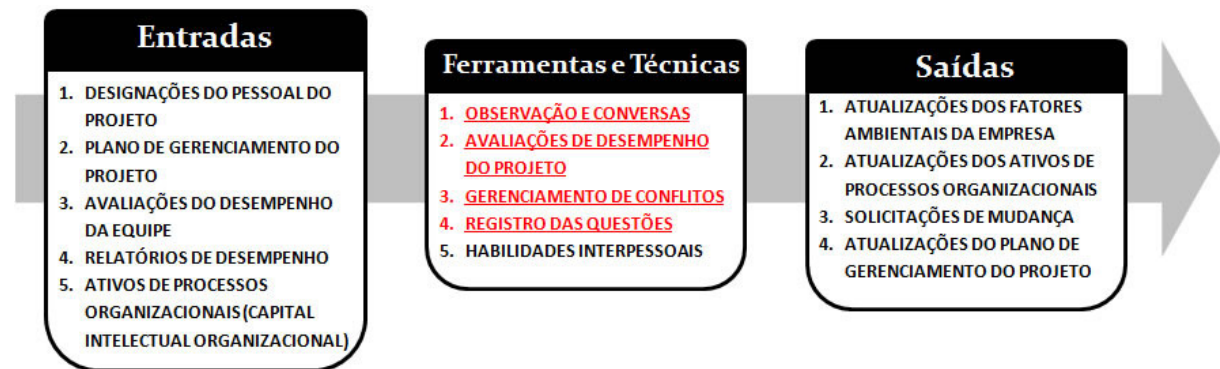 Entradas
1. DESIGNAÇÕES DO PESSOAL DO
PROJETO
2. PLANO DE GERENCIAMENTO DO
PROJETO
3. AVALIAÇÕES DO DESEMPENHO
DA EQUIPE
4. RELATÓRIOS DE DESEMPENHO
5. ATIVOS DE PROCESSOS
ORGANIZACIONAIS (CAPITAL
INTELECTUAL ORGANIZACIONAL)
Ferramentas e Técnicas
1. OBSERVAÇÃO E CONVERSAS
2. AVALIAÇÕES DE DESEMPENHO
DO PROJETO
3. GERENCIAMENTO DE CONFLITOS
4. REGISTRO DAS QUESTÕES
5. HABILIDADES INTERPESSOAIS
Saídas
1. ATUALIZAÇÕES DOS FATORES
AMBIENTAIS DA EMPRESA
2. ATUALIZAÇÕES DOS ATIVOS DE
PROCESSOS ORGANIZACIONAIS
3. SOLICITAÇÕES DE MUDANÇA
4. ATUALIZAÇÕES DO PLANO DE
GERENCIAMENTO DO PROJETO